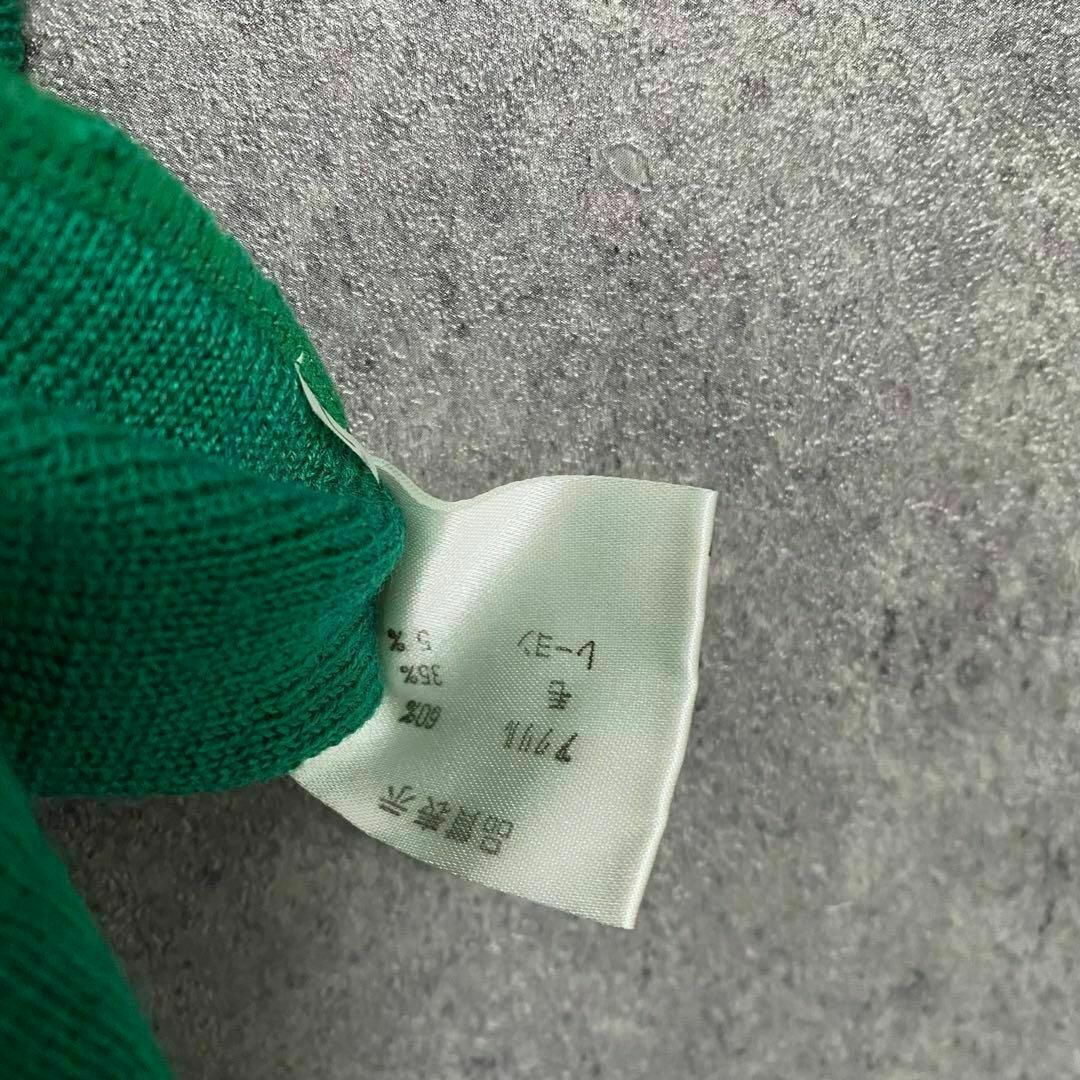 品質表示
アクリル 60%
毛 35%
レーヨン 5%